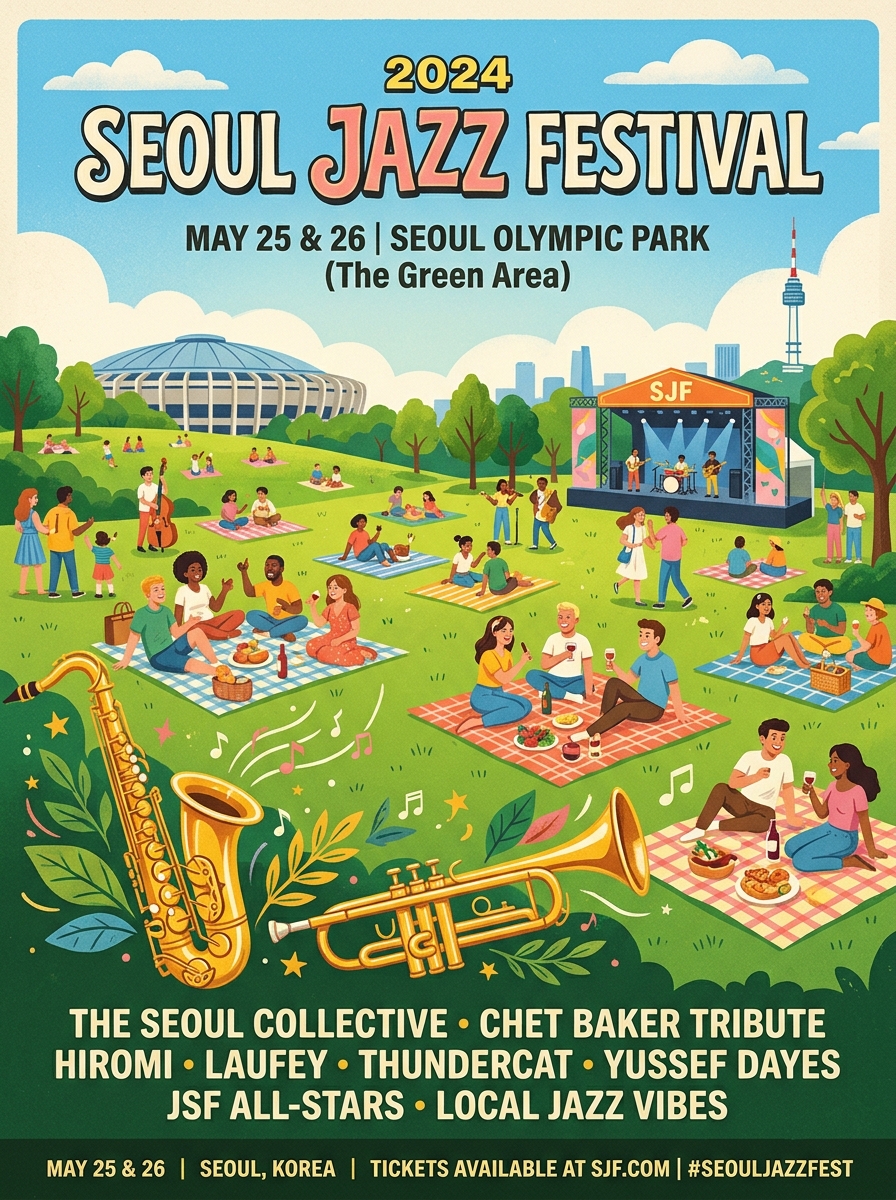 2024
SEOUL JAZZ FESTIVAL
MAY 25 & 26 | SEOUL OLYMPIC PARK
(The Green Area)
SJF
THE SEOUL COLLECTIVE • CHET BAKER TRIBUTE
HIROMI • LAUFEY • THUNDERCAT • YUSSEF DAYES
JSF ALL-STARS • LOCAL JAZZ VIBES
MAY 25 & 26 | SEOUL, KOREA | TICKETS AVAILABLE AT SJF.COM | #SEOULJAZZFEST